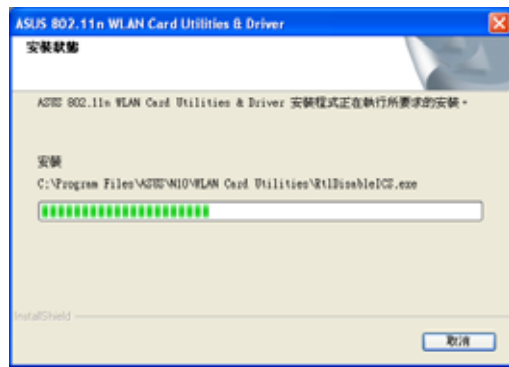 ASUS 802.11n WLAN Card Utilities & Driver
安裝狀態
ASUS 802.11n WLAN Card Utilities & Driver 安裝程式正在執行所要求的安裝。
安裝
C:\Program Files\ASUS\N10\WLAN Card Utilities\RtlDisableICS.exe
InstallShield
取消